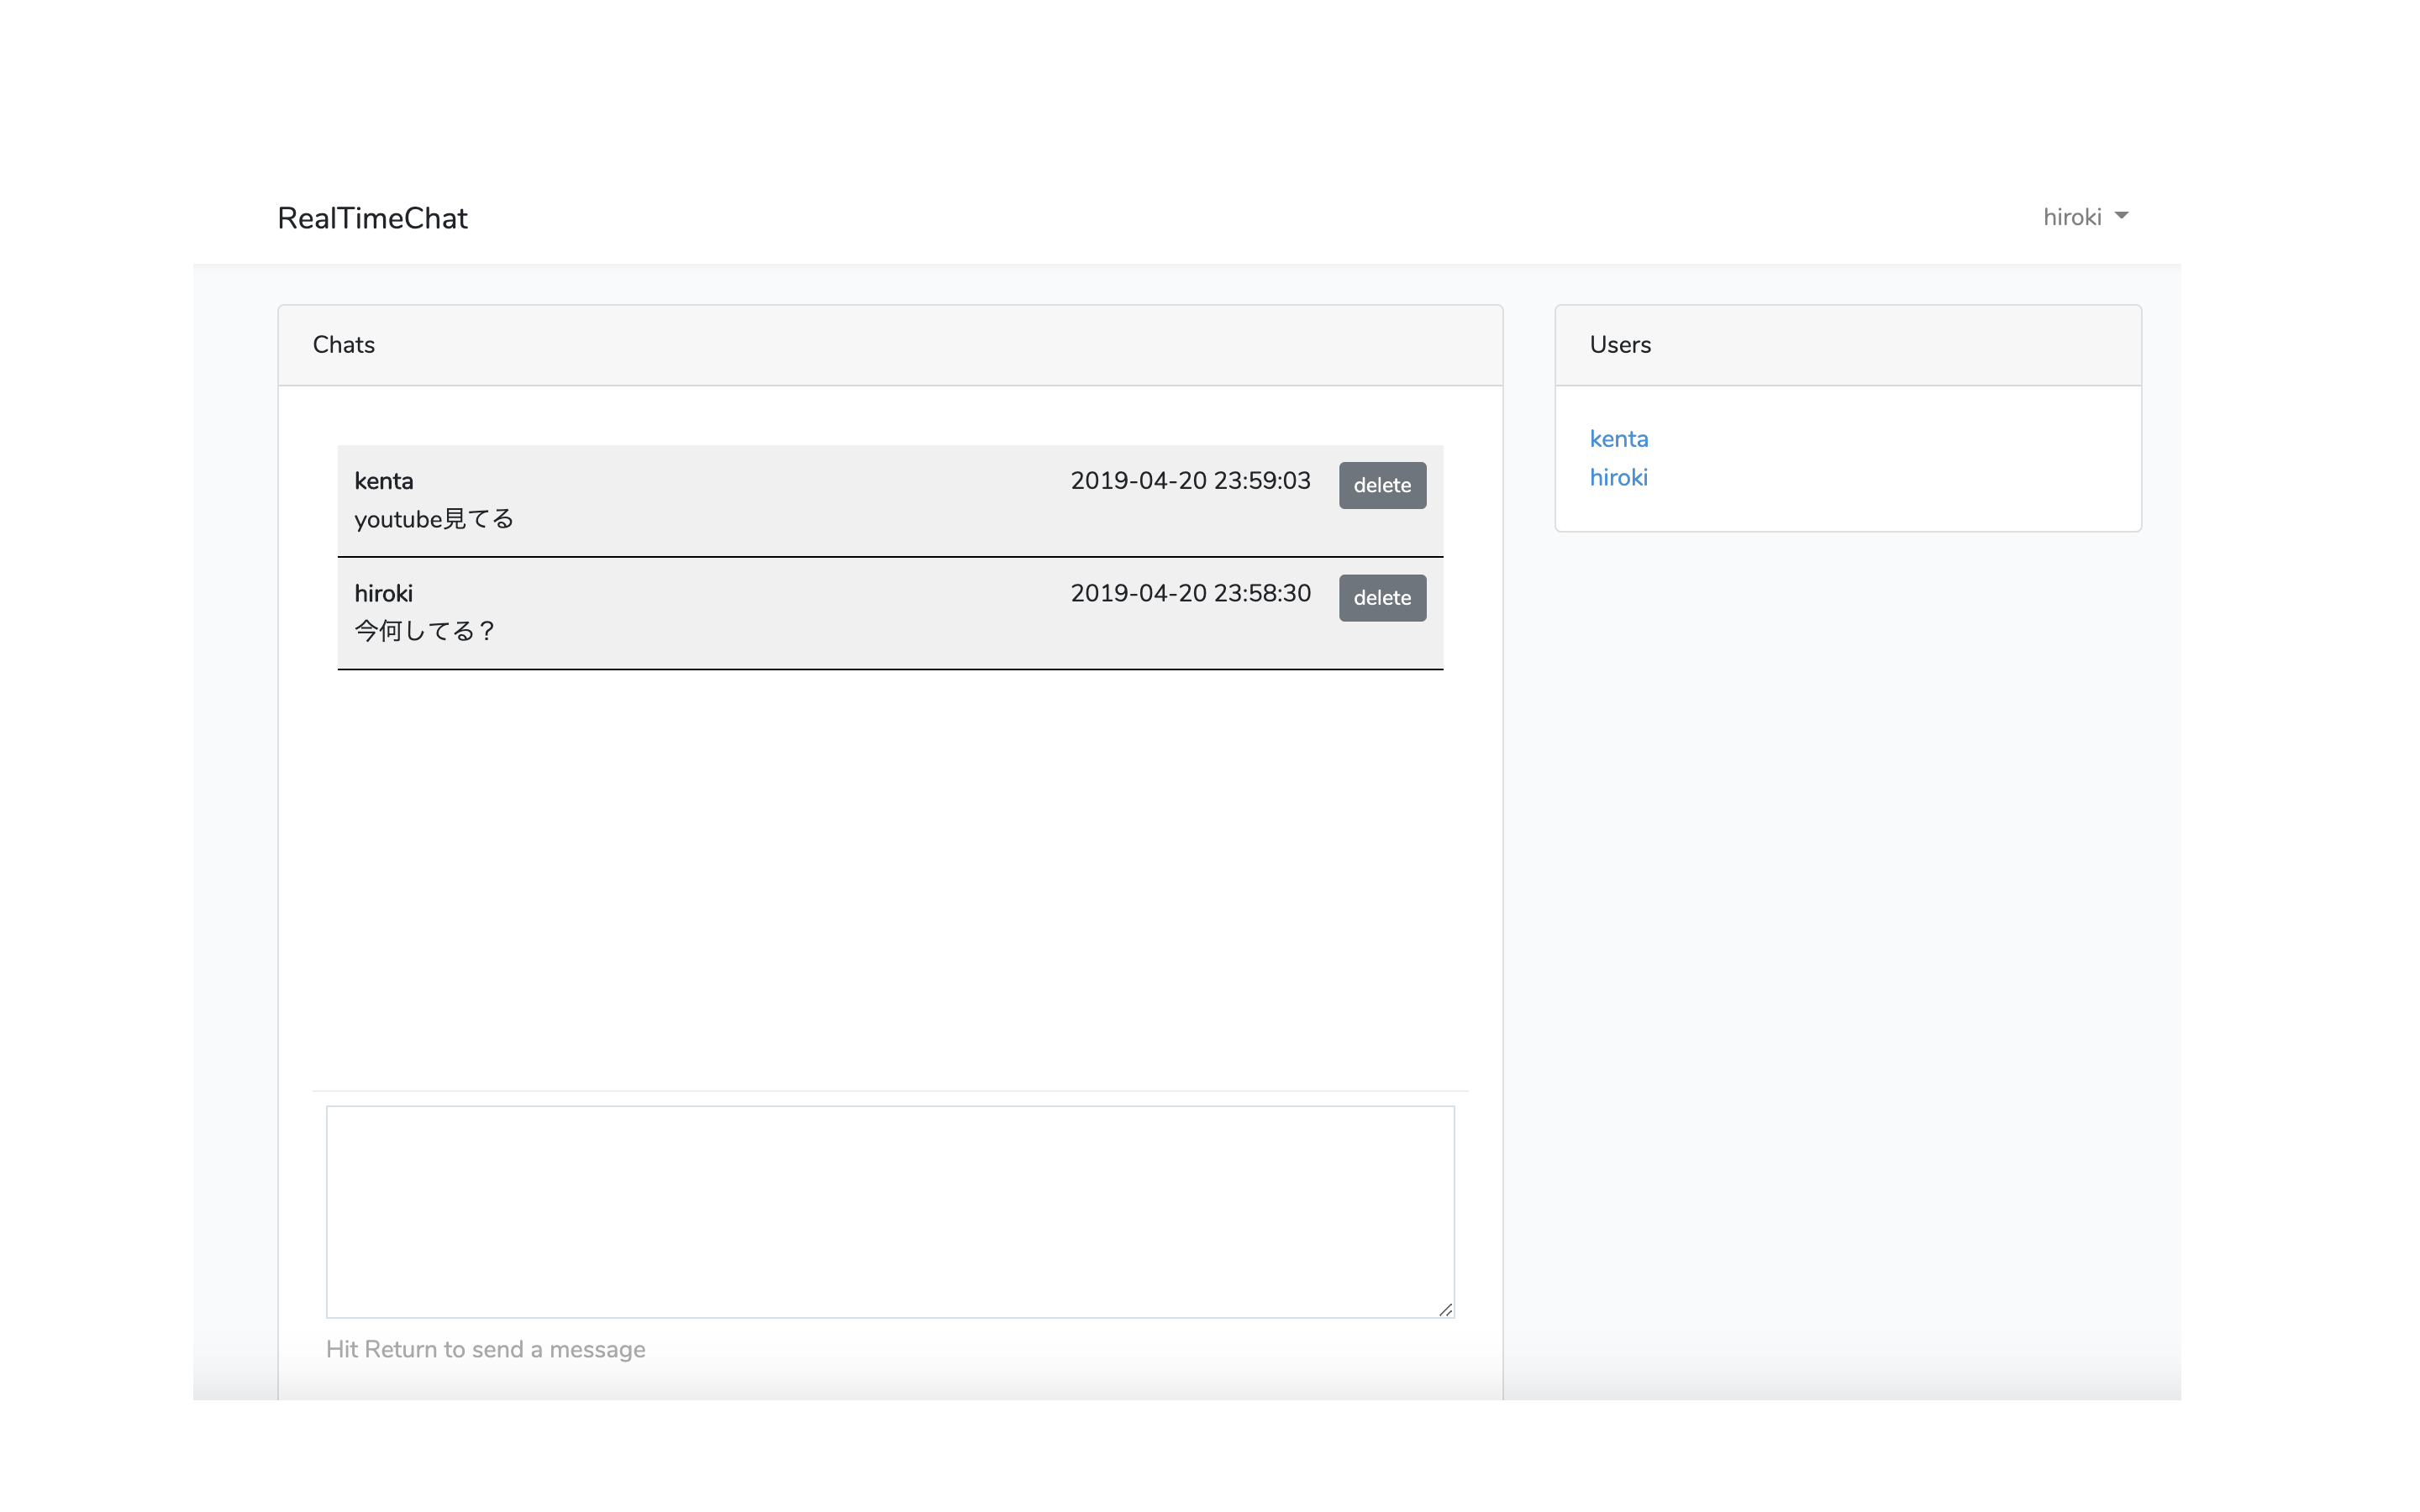 RealTimeChat
hiroki
Chats
kenta 2019-04-20 23:59:03 delete
youtube見てる
hiroki 2019-04-20 23:58:30 delete
今何してる？
Hit Return to send a message
Users
kenta
hiroki